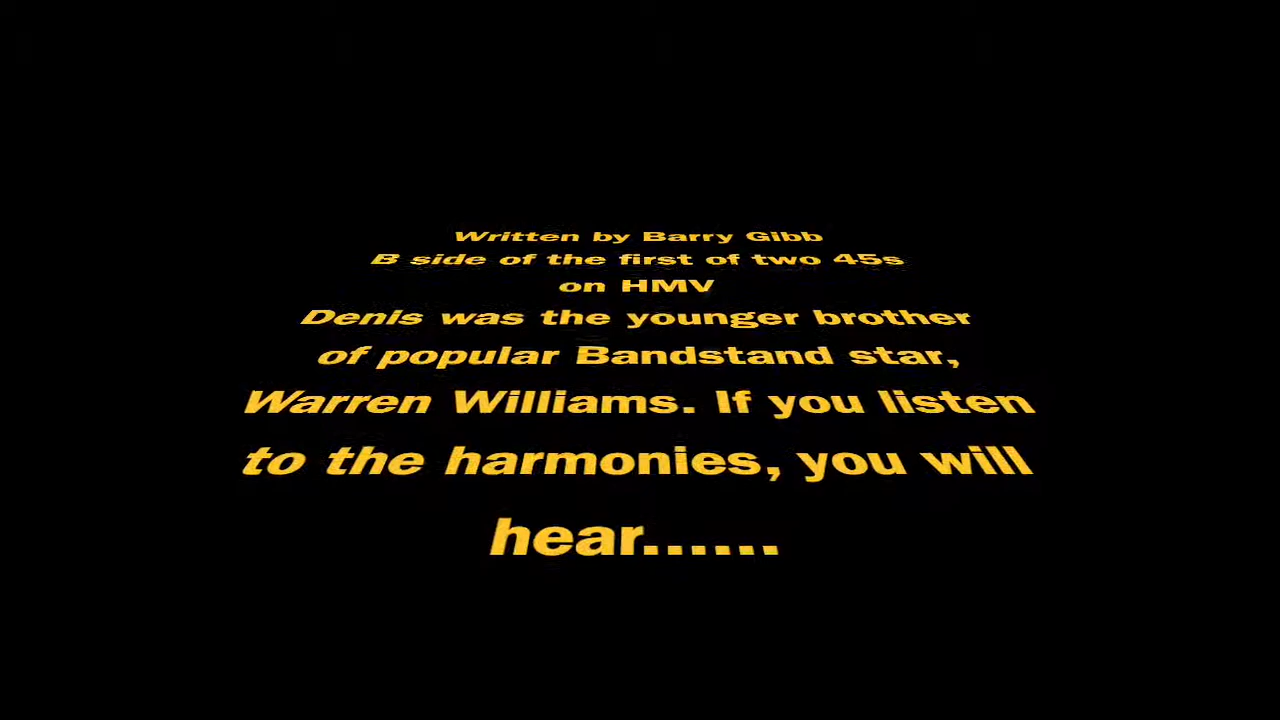 Written by Barry Gibb
B side of the first of two 45s
on HMV
Denis was the younger brother
of popular Bandstand star,
Warren Williams. If you listen
to the harmonies, you will
hear......